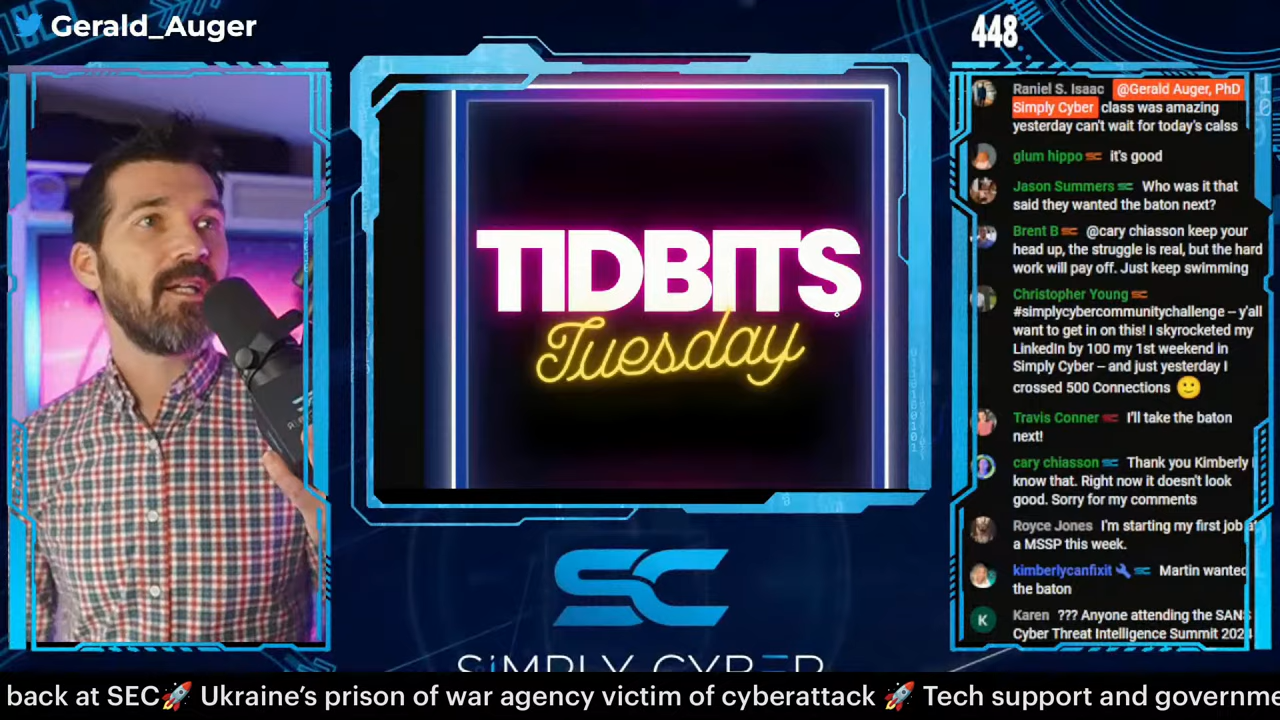 Gerald_Auger
448
TIDBITS
Tuesday
SC
SIMPLY CYBER
Raniel S. Isaac @Gerald Auger, PhD
Simply Cyber class was amazing
yesterday can't wait for today's calss
glum hippo it's good
Jason Summers Who was it that
said they wanted the baton next?
Brent B @cary chiasson keep your
head up, the struggle is real, but the hard
work will pay off. Just keep swimming
Christopher Young
#simplycybercommunitychallenge – y'all
want to get in on this! I skyrocketed my
LinkedIn by 100 my 1st weekend in
Simply Cyber – and just yesterday I
crossed 500 Connections 🙂
Travis Conner I'll take the baton
next!
cary chiasson Thank you Kimberly I
know that. Right now it doesn't look
good. Sorry for my comments
Royce Jones I'm starting my first job at
a MSSP this week.
kimberlycanfixit Martin wanted
the baton
K Karen ??? Anyone attending the SANS
Cyber Threat Intelligence Summit 2024
back at SEC🚀 Ukraine's prison of war agency victim of cyberattack 🚀 Tech support and governme